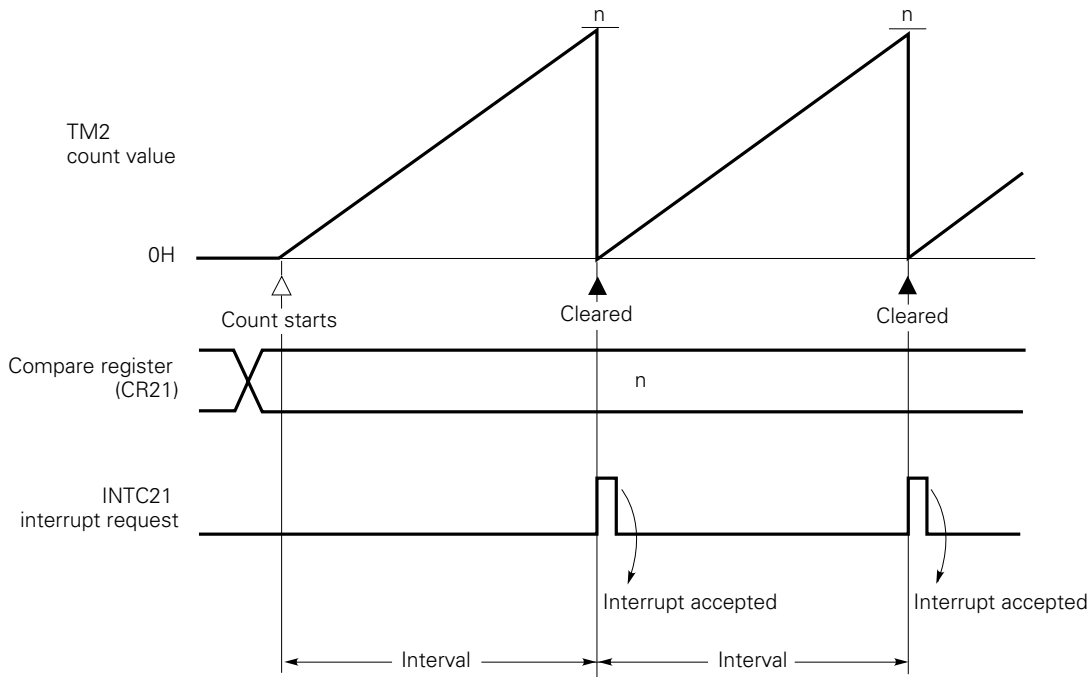 n
n
TM2
count value
0H
Count starts
Cleared
Cleared
Compare register
(CR21)
n
INTC21
interrupt request
Interrupt accepted
Interrupt accepted
Interval
Interval